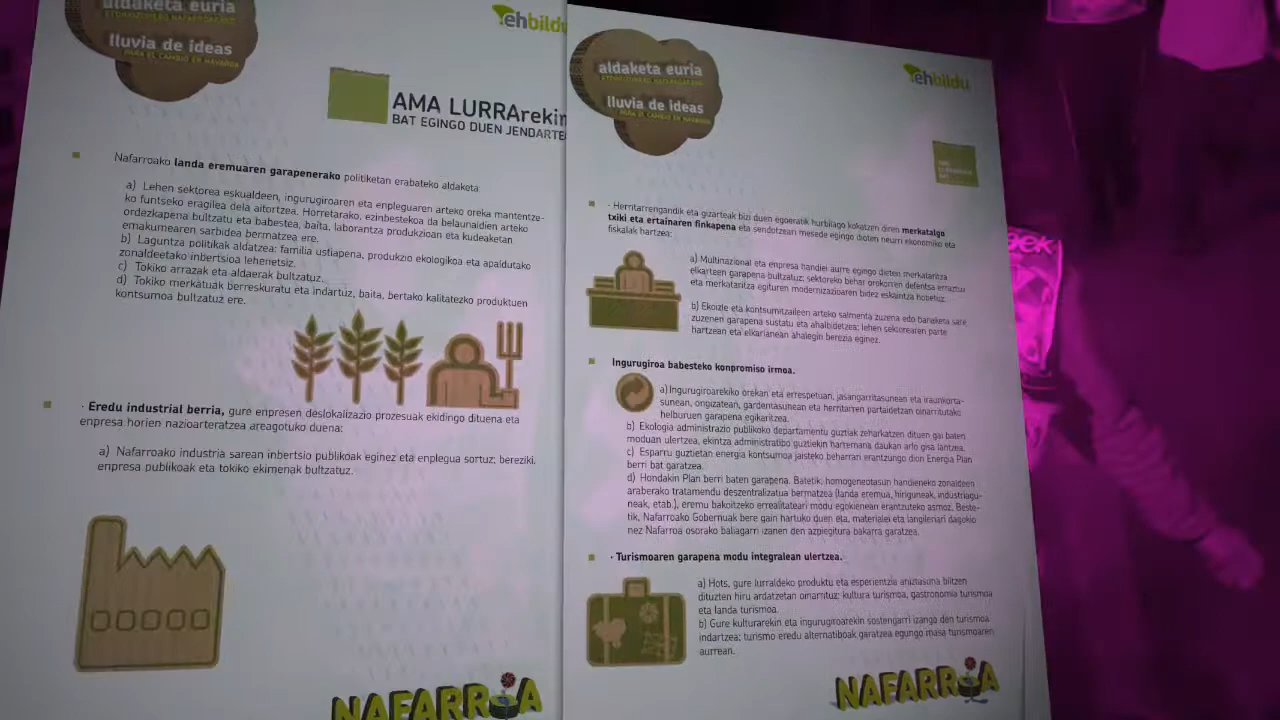 aldaketa euria
lluvia de ideas
PARA EL CAMBIO EN NAVARRA
ehbildu
AMA LURRArekin
BAT EGINGO DUEN JENDARTE
Nafarroako landa eremuaren garapenerako politiketan erabateko aldaketa:
a) Lehen sektorea eskualdeen, ingurugiroaren eta enpleguaren arteko oreka mantentze-
ko funtseko eragilea dela aitortzea. Horretarako, ezinbestekoa da belaunaldien arteko
ordezkapena bultzatu eta babestea, baita, laborantza produkzioan eta kudeaketan
emakumearen sarbidea bermatzea ere.
b) Laguntza politikak aldatzea: familia ustiapena, produkzio ekologikoa eta apaldutako
zonaldeetako inbertsioa lehenetsiz.
c) Tokiko arrazak eta aldaerak bultzatuz.
d) Tokiko merkatuak berreskuratu eta indartuz, baita, bertako kalitatezko produktuen
kontsumoa bultzatuz ere.
· Eredu industrial berria, gure enpresen deslokalizazio prozesuak ekidingo dituena eta
enpresa horien nazioarteratzea areagotuko duena:
a) Nafarroako industria sarean inbertsio publikoak eginez eta enplegua sortuz; bereziki,
enpresa publikoak eta tokiko ekimenak bultzatuz.
NAFARROA
aldaketa euria
lluvia de ideas
PARA EL CAMBIO EN NAVARRA
ehbildu
· Herritarrengandik eta gizarteak bizi duen egoeratik hurbilago kokatzen diren merkatalgo
txiki eta ertainaren finkapena eta sendotzean mesede egingo dioten neurri ekonomiko eta
fiskalak hartzea:
a) Multinazional eta enpresa handiei aurre egingo dieten merkataritza
elkarteen garapena bultzatuz; sektoreko behar orokorren defentsa erraztuz
eta merkataritza egituren modernizazioaren bidez eskaintza hobetuz.
b) Ekoizle eta kontsumitzaileen arteko salmenta zuzena edo banaketa sare
zuzenen garapena sustatu eta ahalbidetzea; lehen sektorearen parte
hartzean eta elkarlanean ahalegin berezia eginez.
Ingurugiroa babesteko konpromiso irmoa.
a) Ingurugiroarekiko orekan eta errespetuan, jasangarritasunean eta iraunkorta-
sunean, ongizatean, gardentasunean eta herritarren partaidetzan oinarritutako
helburuen garapena egikaritzea.
b) Ekologia administrazio publikoko departamentu guztiak zeharkatzen dituen gai baten
moduan ulertzea, ekintza administratibo guztiekin harremana daukan arlo gisa lantzea.
c) Esparru guztietan energia kontsumoa jaisteko beharran erantzungo dion Energia Plan
berri bat garatzea.
d) Hondakin Plan berri baten garapena. Batetik, homogeneotasun handieneko zonaldeen
araberako tratamendu deszentralizatua bermatzea (landa eremua, hiriguneak, industriagu-
neak, etab.), eremu bakoitzeko errealitateari modu egokienean erantzuteko asmoz. Beste-
tik, Nafarroako Gobernuak bere gain hartuko duen eta, materialei eta langileriari dagokio
nez Nafarroa osorako baliagarri izanen den azpiegitura bakarra garatzea.
· Turismoaren garapena modu integralean ulertzea.
a) Hots, gure lurraldeko produktu eta esperientzia aniztasuna biltzen
dituzten hiru ardatzetan oinarrituz: kultura turismoa, gastronomia turismoa
eta landa turismoa.
b) Gure kulturarekin eta ingurugiroarekin sostengarri izango den turismoa
indartzea; turismo eredu alternatiboak garatzea egungo masa turismoaren
aurrean.
NAFARROA